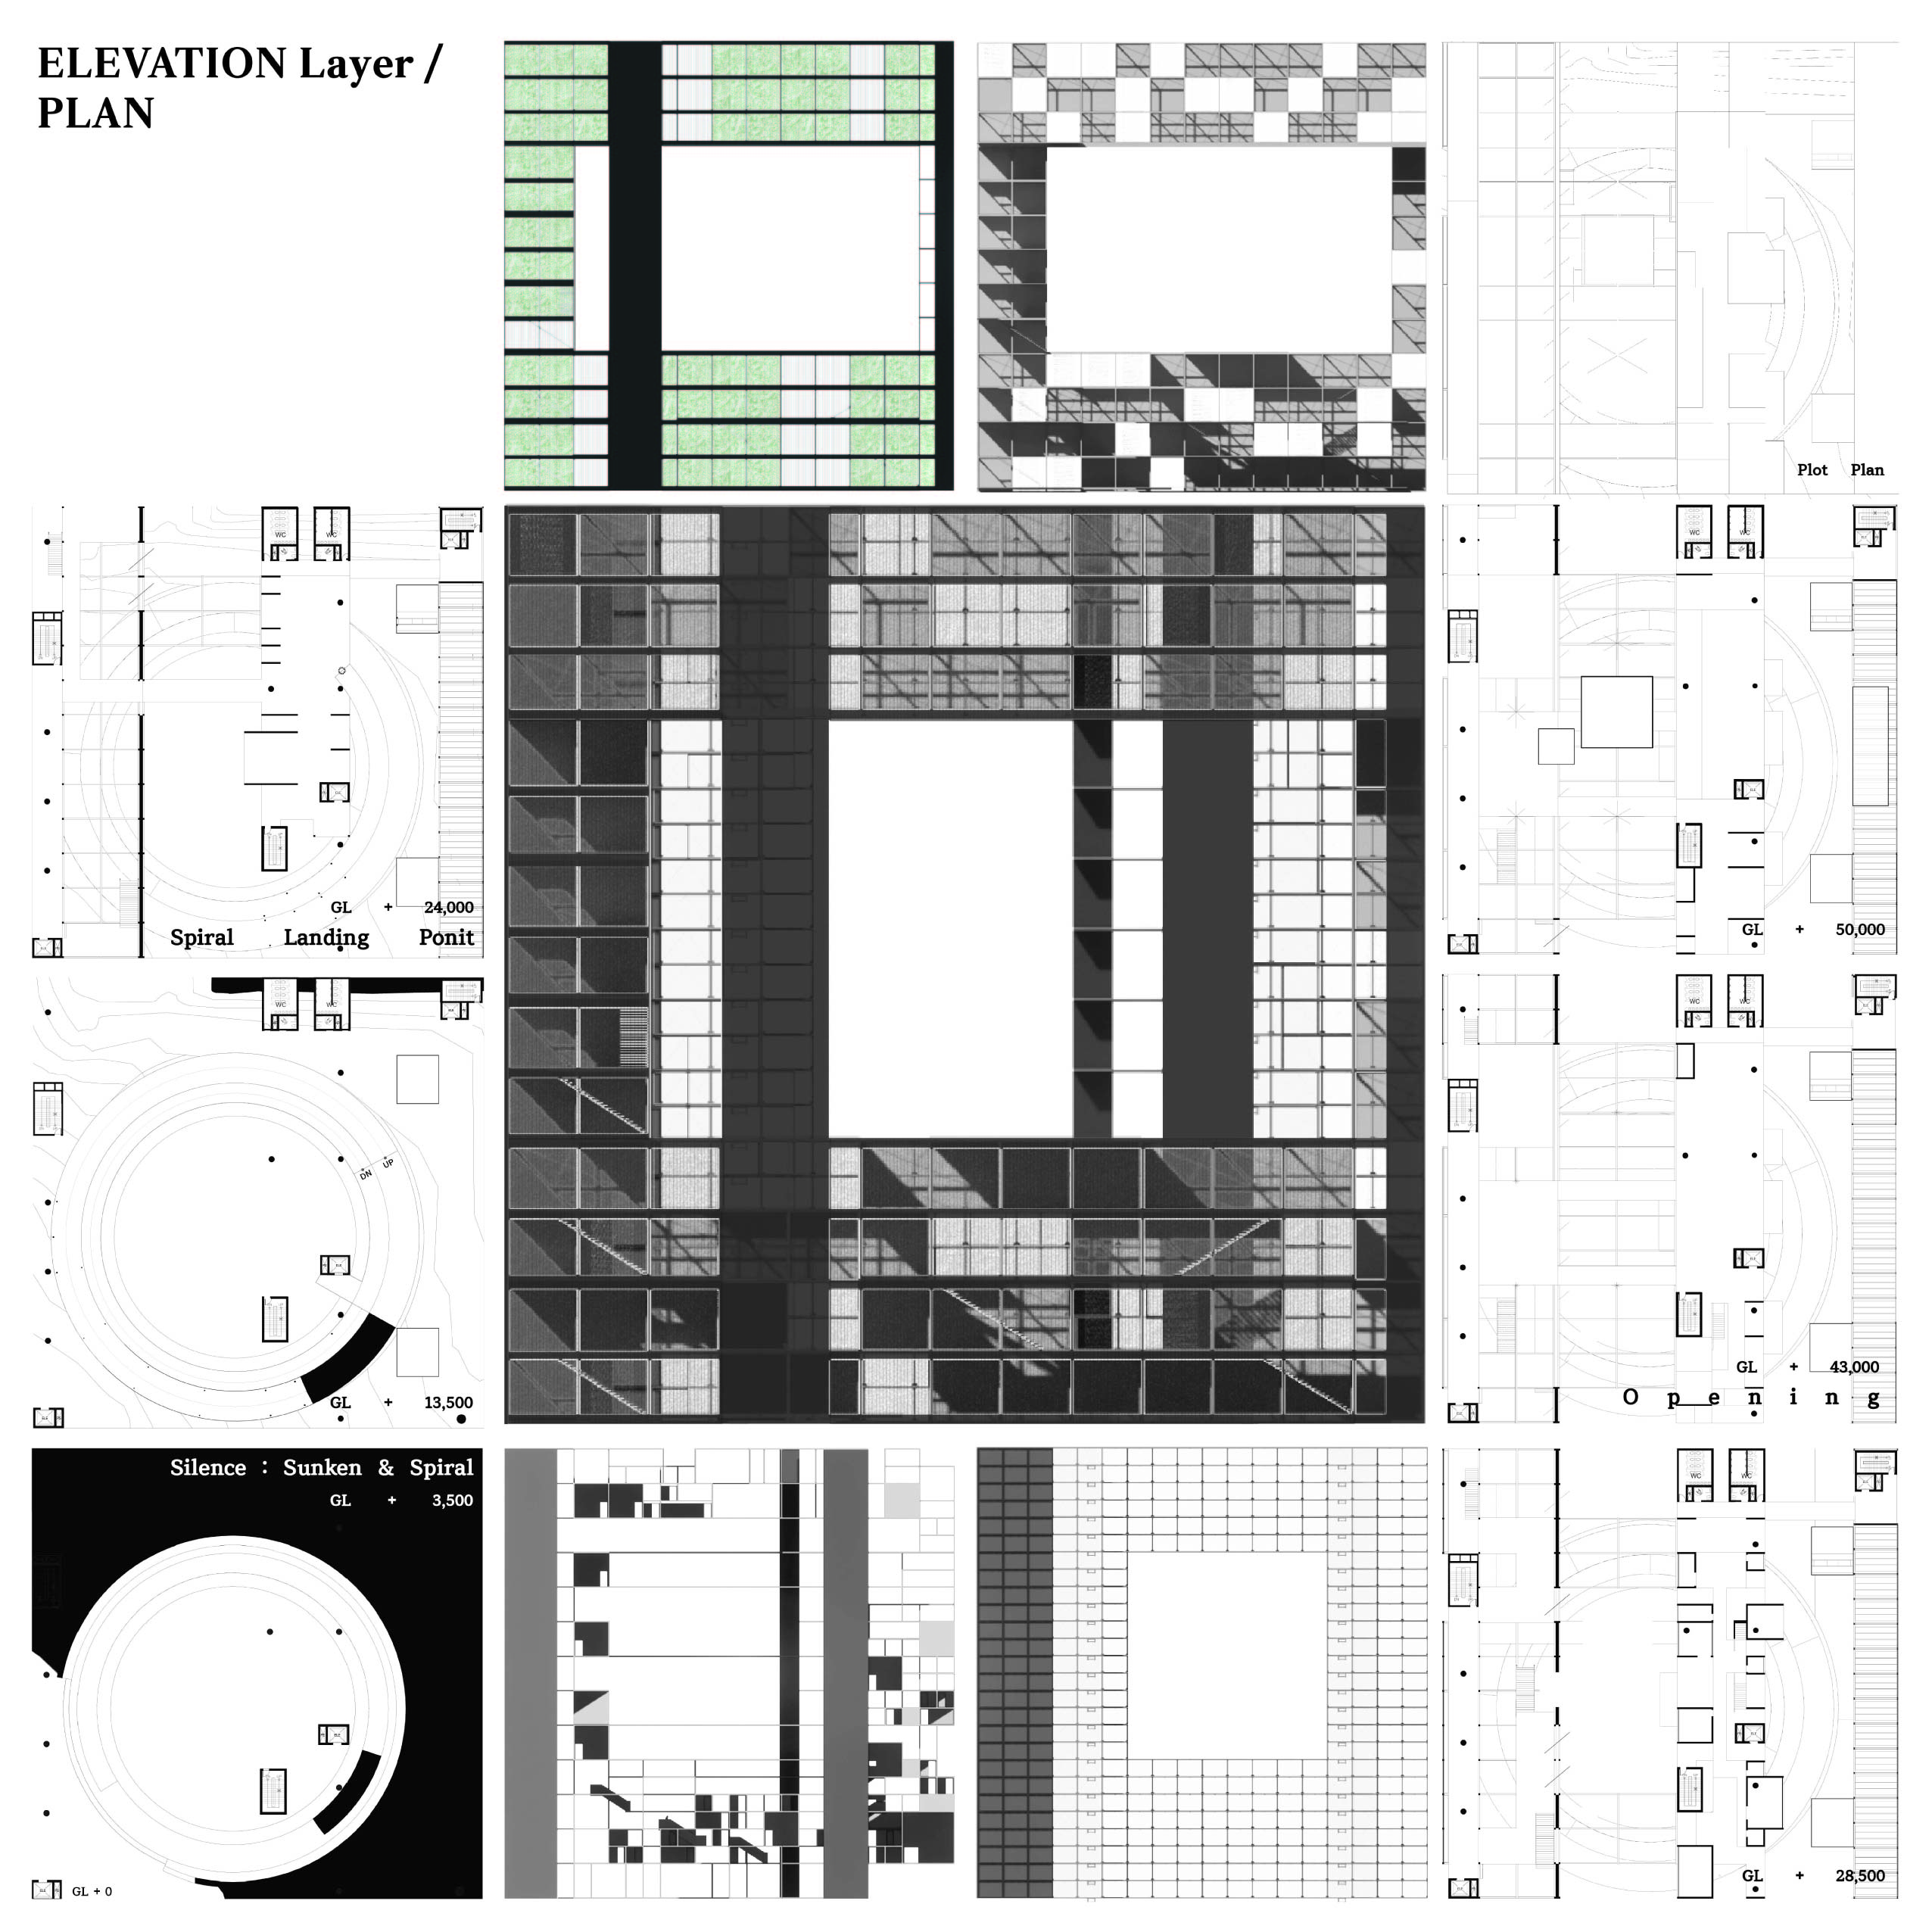 ELEVATION Layer /
PLAN
Plot Plan
WC WC
GL + 24,000
Spiral Landing Ponit
WC WC
GL + 50,000
WC WC
DN UP
GL + 13,500
WC WC
GL + 43,000
Opening
Silence : Sunken & Spiral
GL + 3,500
GL + 0
WC WC
GL + 28,500